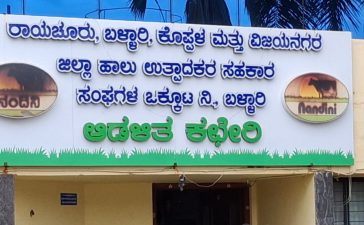 ರಾಯಚೂರು, ಬಳ್ಳಾರಿ, ಕೊಪ್ಪಳ ಮತ್ತು ವಿಜಯನಗರ
ಜಿಲ್ಲಾ ಹಾಲು ಉತ್ಪಾದಕರ ಸಹಕಾರ
ಸಂಘಗಳ ಒಕ್ಕೂಟ ನಿ., ಬಳ್ಳಾರಿ
ನಂದಿನಿ
Nandini
ಆಡಳಿತ ಕಛೇರಿ